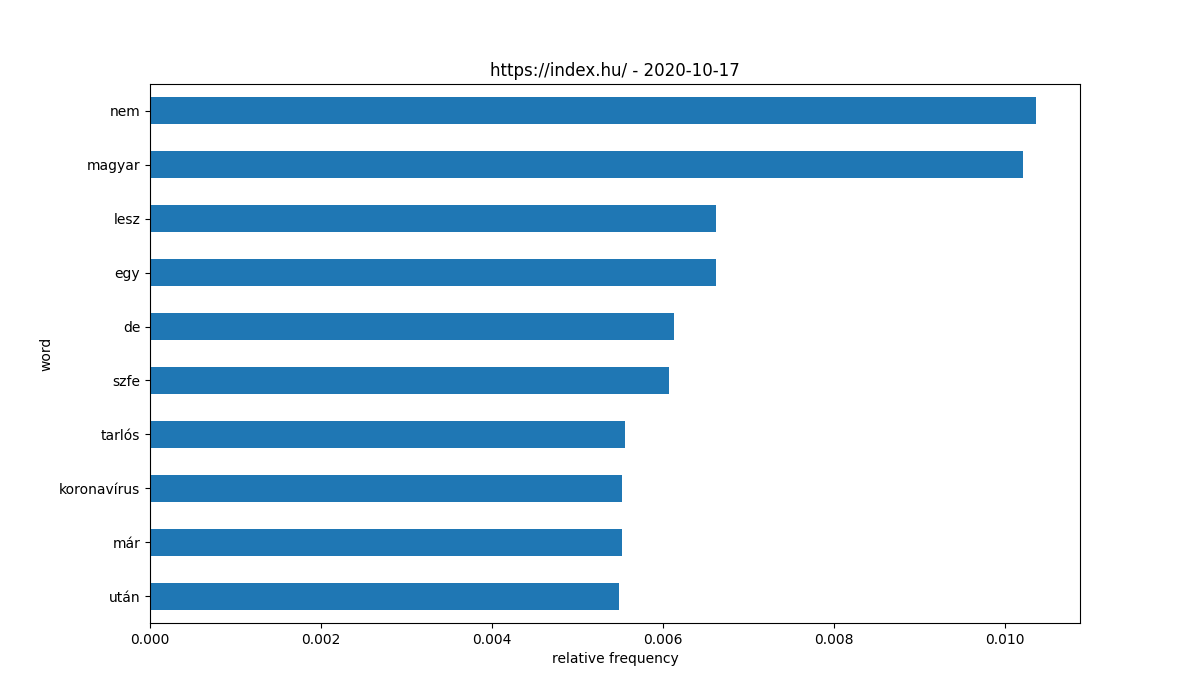 https://index.hu/ - 2020-10-17
nem
magyar
lesz
egy
de
szfe
tarlós
koronavírus
már
után
word
0.000 0.002 0.004 0.006 0.008 0.010
relative frequency